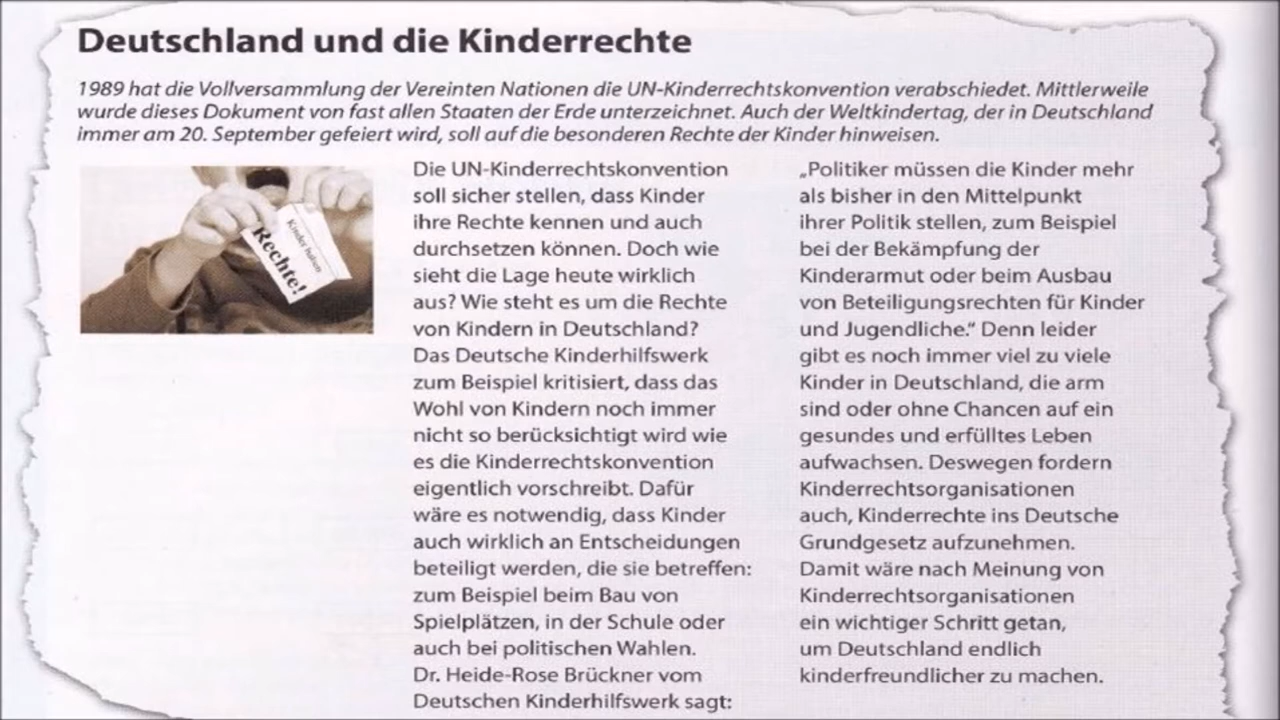 Deutschland und die Kinderrechte
1989 hat die Vollversammlung der Vereinten Nationen die UN-Kinderrechtskonvention verabschiedet. Mittlerweile
wurde dieses Dokument von fast allen Staaten der Erde unterzeichnet. Auch der Weltkindertag, der in Deutschland
immer am 20. September gefeiert wird, soll auf die besonderen Rechte der Kinder hinweisen.
Kinder haben
Rechte!
Die UN-Kinderrechtskonvention
soll sicher stellen, dass Kinder
ihre Rechte kennen und auch
durchsetzen können. Doch wie
sieht die Lage heute wirklich
aus? Wie steht es um die Rechte
von Kindern in Deutschland?
Das Deutsche Kinderhilfswerk
zum Beispiel kritisiert, dass das
Wohl von Kindern noch immer
nicht so berücksichtigt wird wie
es die Kinderrechtskonvention
eigentlich vorschreibt. Dafür
wäre es notwendig, dass Kinder
auch wirklich an Entscheidungen
beteiligt werden, die sie betreffen:
zum Beispiel beim Bau von
Spielplätzen, in der Schule oder
auch bei politischen Wahlen.
Dr. Heide-Rose Brückner vom
Deutschen Kinderhilfswerk sagt:
„Politiker müssen die Kinder mehr
als bisher in den Mittelpunkt
ihrer Politik stellen, zum Beispiel
bei der Bekämpfung der
Kinderarmut oder beim Ausbau
von Beteiligungsrechten für Kinder
und Jugendliche.“ Denn leider
gibt es noch immer viel zu viele
Kinder in Deutschland, die arm
sind oder ohne Chancen auf ein
gesundes und erfülltes Leben
aufwachsen. Deswegen fordern
Kinderrechtsorganisationen
auch, Kinderrechte ins Deutsche
Grundgesetz aufzunehmen.
Damit wäre nach Meinung von
Kinderrechtsorganisationen
ein wichtiger Schritt getan,
um Deutschland endlich
kinderfreundlicher zu machen.